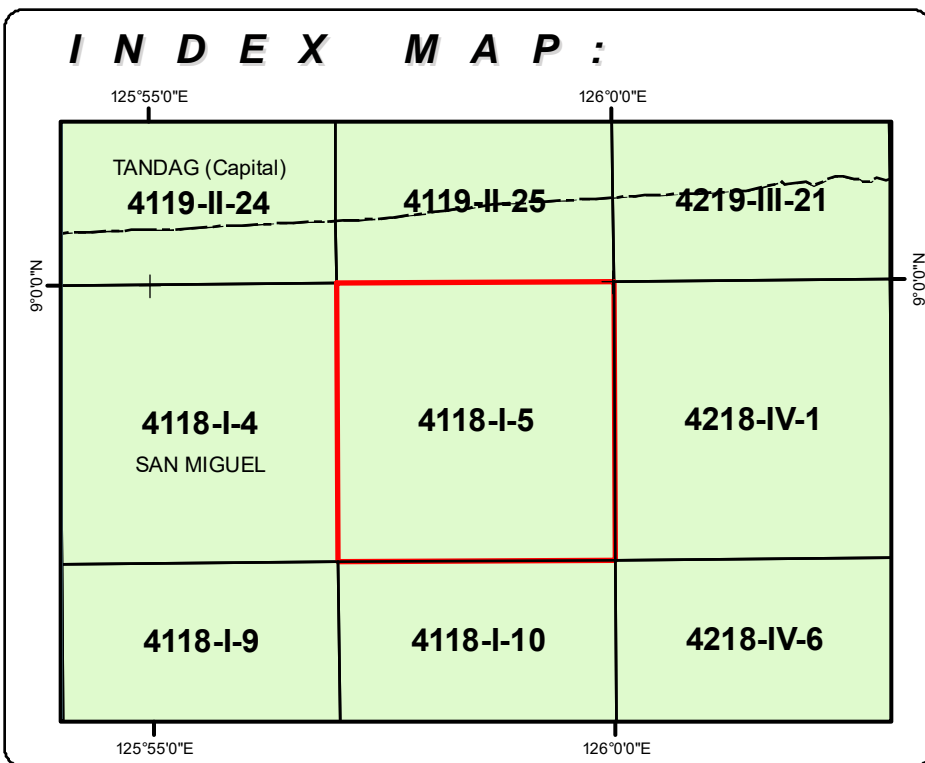 INDEX MAP:
125°55'0"E 126°0'0"E
TANDAG (Capital)
4119-II-24 4119-II-25 4219-III-21
9°0'0"N 9°0'0"N
4118-I-4 4118-I-5 4218-IV-1
SAN MIGUEL
4118-I-9 4118-I-10 4218-IV-6
125°55'0"E 126°0'0"E